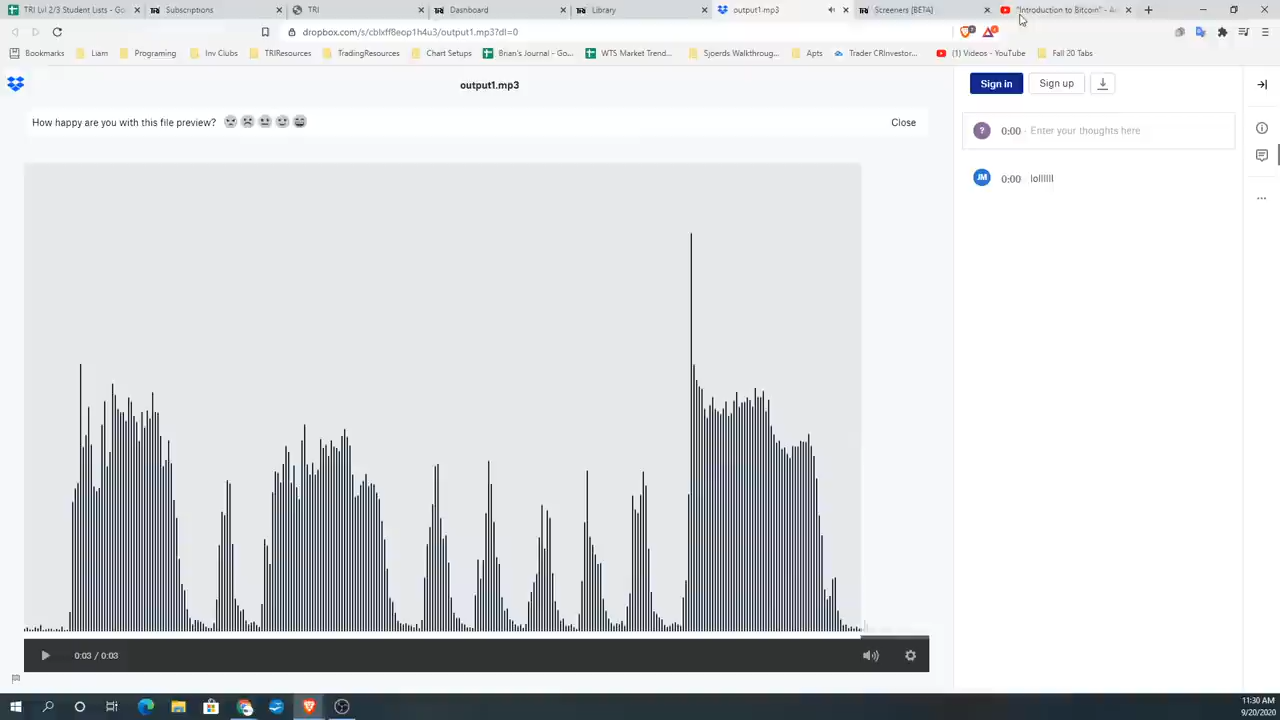 TRI Lvl 2/3 Student Lists - Go
Subscriptions
TRI
Dashboard
Library
output1.mp3
Screeners [BETA]
"Introduction to Bitcoin" - A
dropbox.com/s/cblxff8eop1h4u3/output1.mp3?dl=0
Bookmarks
Liam
Programing
Inv Clubs
TRIResources
TradingResources
Chart Setups
Brian's Journal - Go...
WTS Market Trend...
Sjerds Walkthroug...
Apts
Trader CRInvestor...
(1) Videos - YouTube
Fall 20 Tabs
output1.mp3
Sign in
Sign up
How happy are you with this file preview?
Close
? 0:00 - Enter your thoughts here
JM 0:00 lollllll
0:03 / 0:03
11:30 AM
9/20/2020